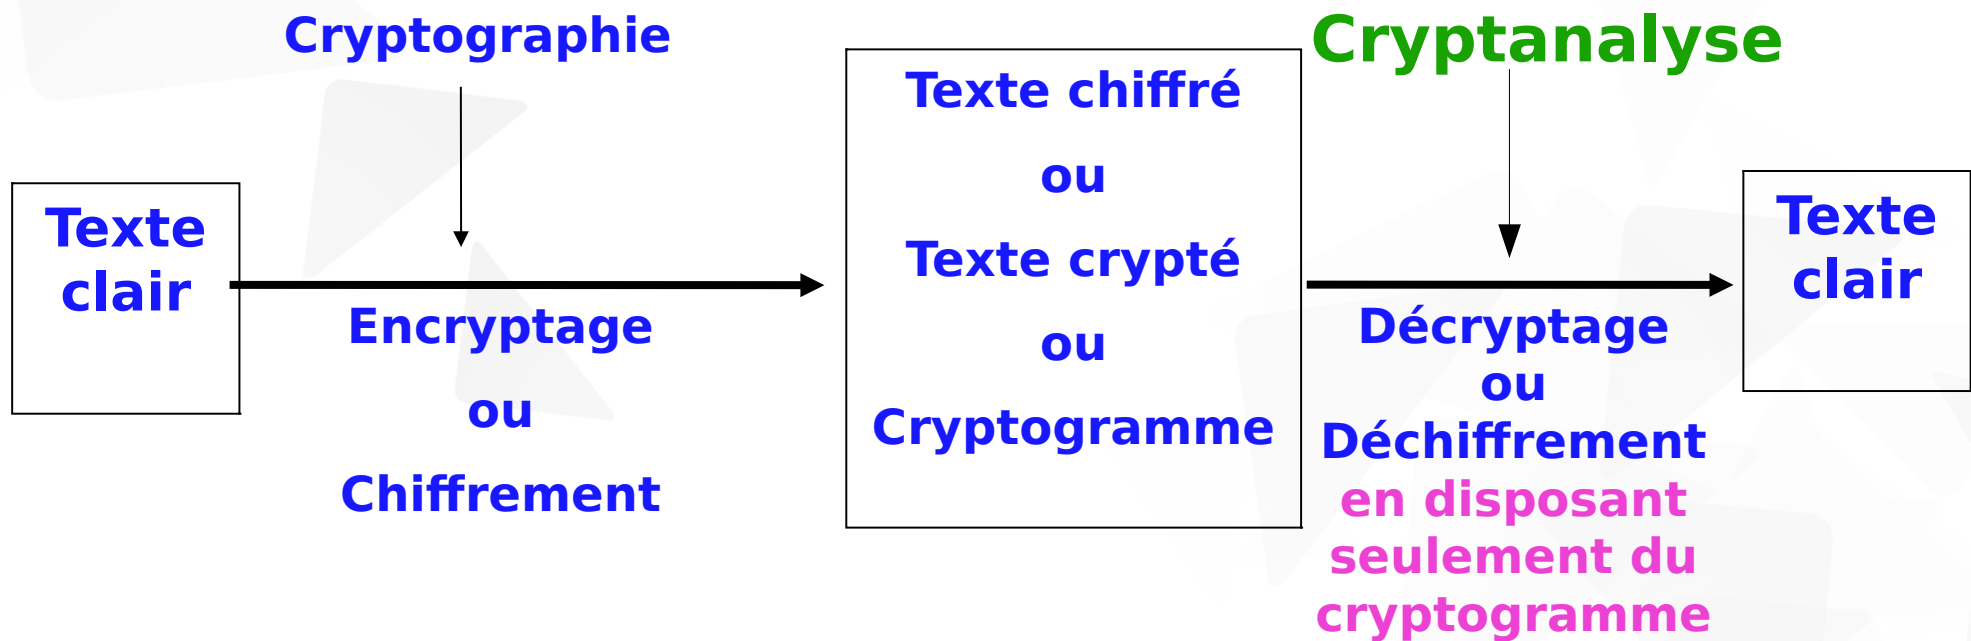 Cryptographie
Cryptanalyse
Texte
clair
Encryptage
ou
Chiffrement
Texte chiffré
ou
Texte crypté
ou
Cryptogramme
Décryptage
ou
Déchiffrement
en disposant
seulement du
cryptogramme
Texte
clair